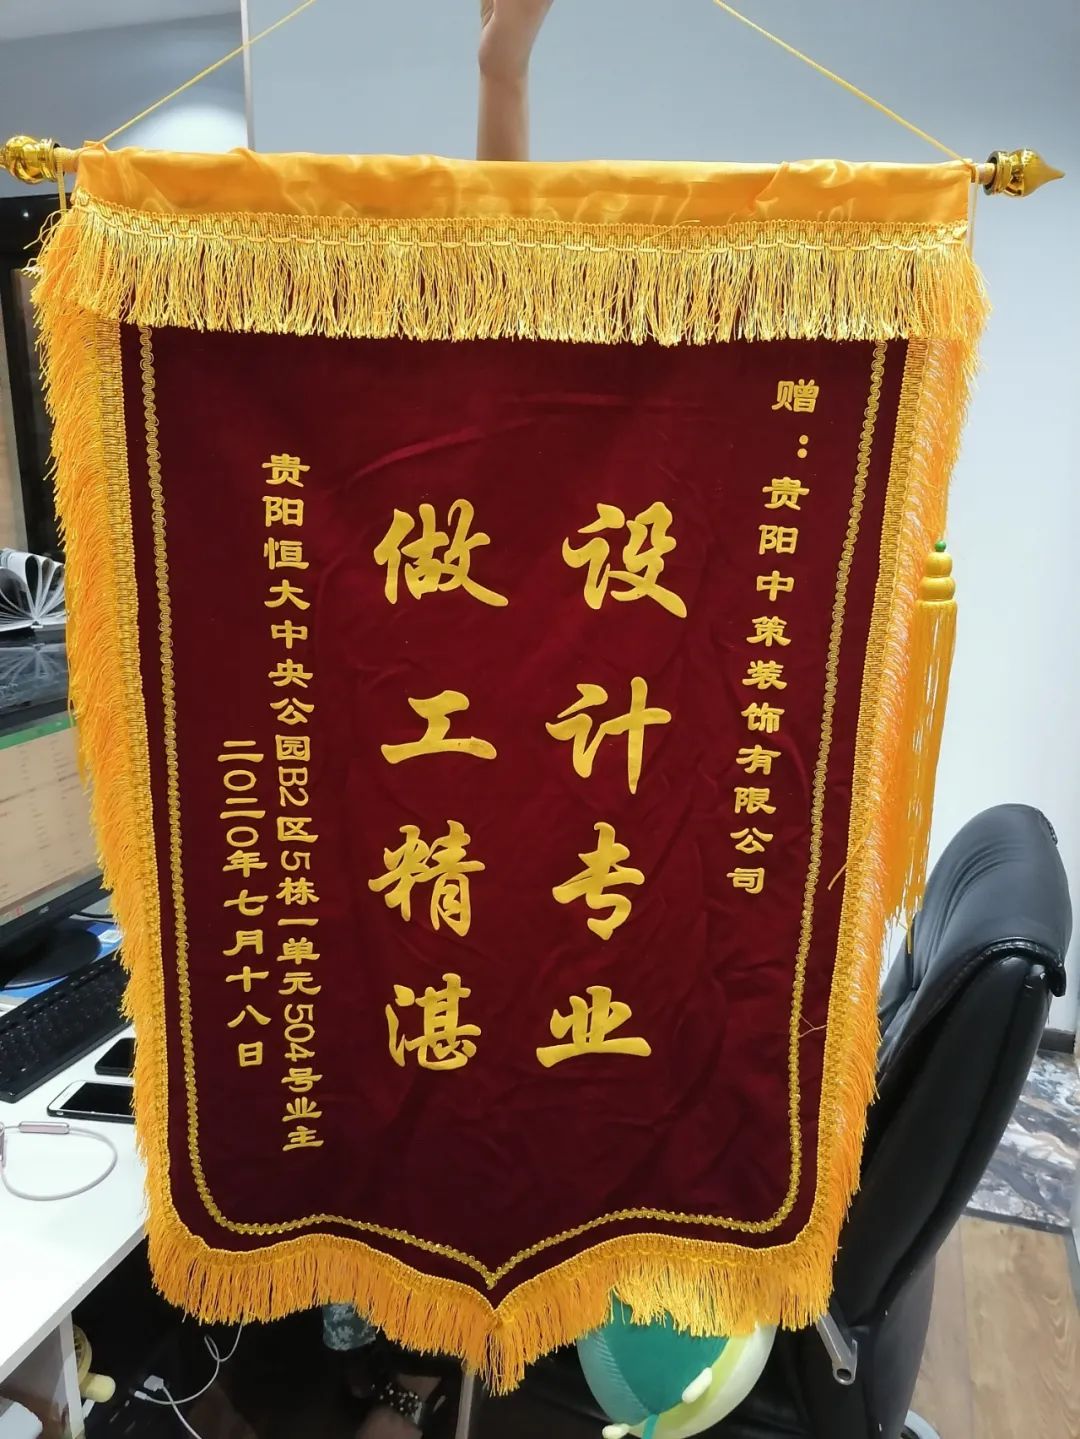 赠：贵阳中策装饰有限公司
设计专业
做工精湛
贵阳恒大中央公园B2区5栋一单元504号业主
二〇二〇年七月十八日